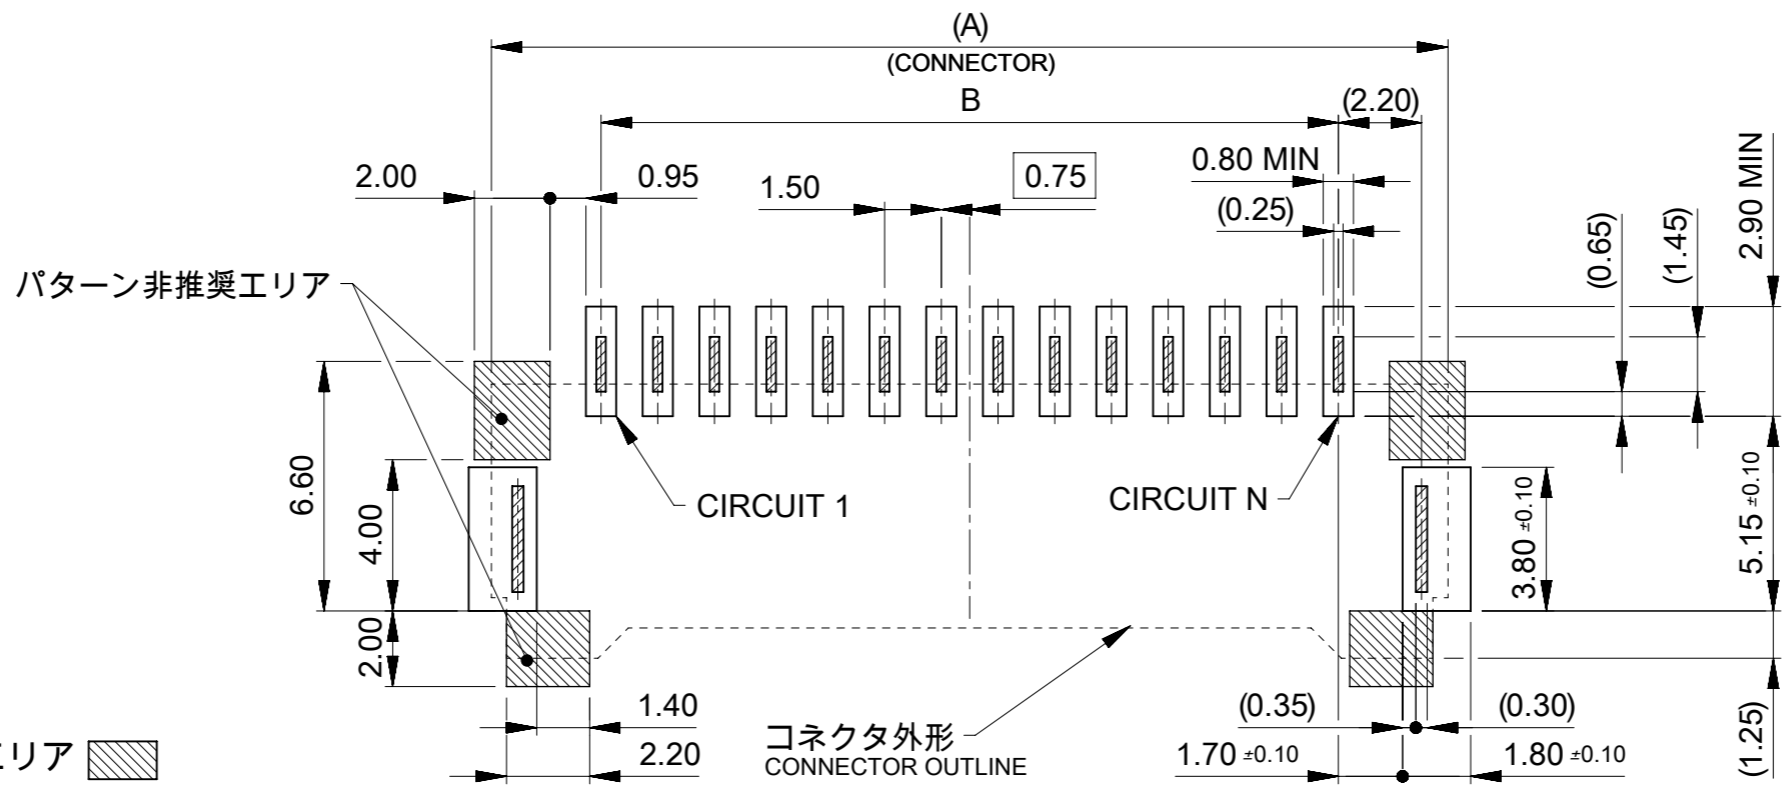 (A)
(CONNECTOR)
B
(2.20)
2.00
0.95
1.50
0.75
0.80 MIN
(0.25)
(0.65)
(1.45)
2.90 MIN
パターン非推奨エリア
6.60
4.00
2.00
CIRCUIT 1
CIRCUIT N
3.80 ±0.10
5.15 ±0.10
(1.25)
1.40
2.20
コネクタ外形
CONNECTOR OUTLINE
(0.35)
(0.30)
1.70 ±0.10
1.80 ±0.10
エリア